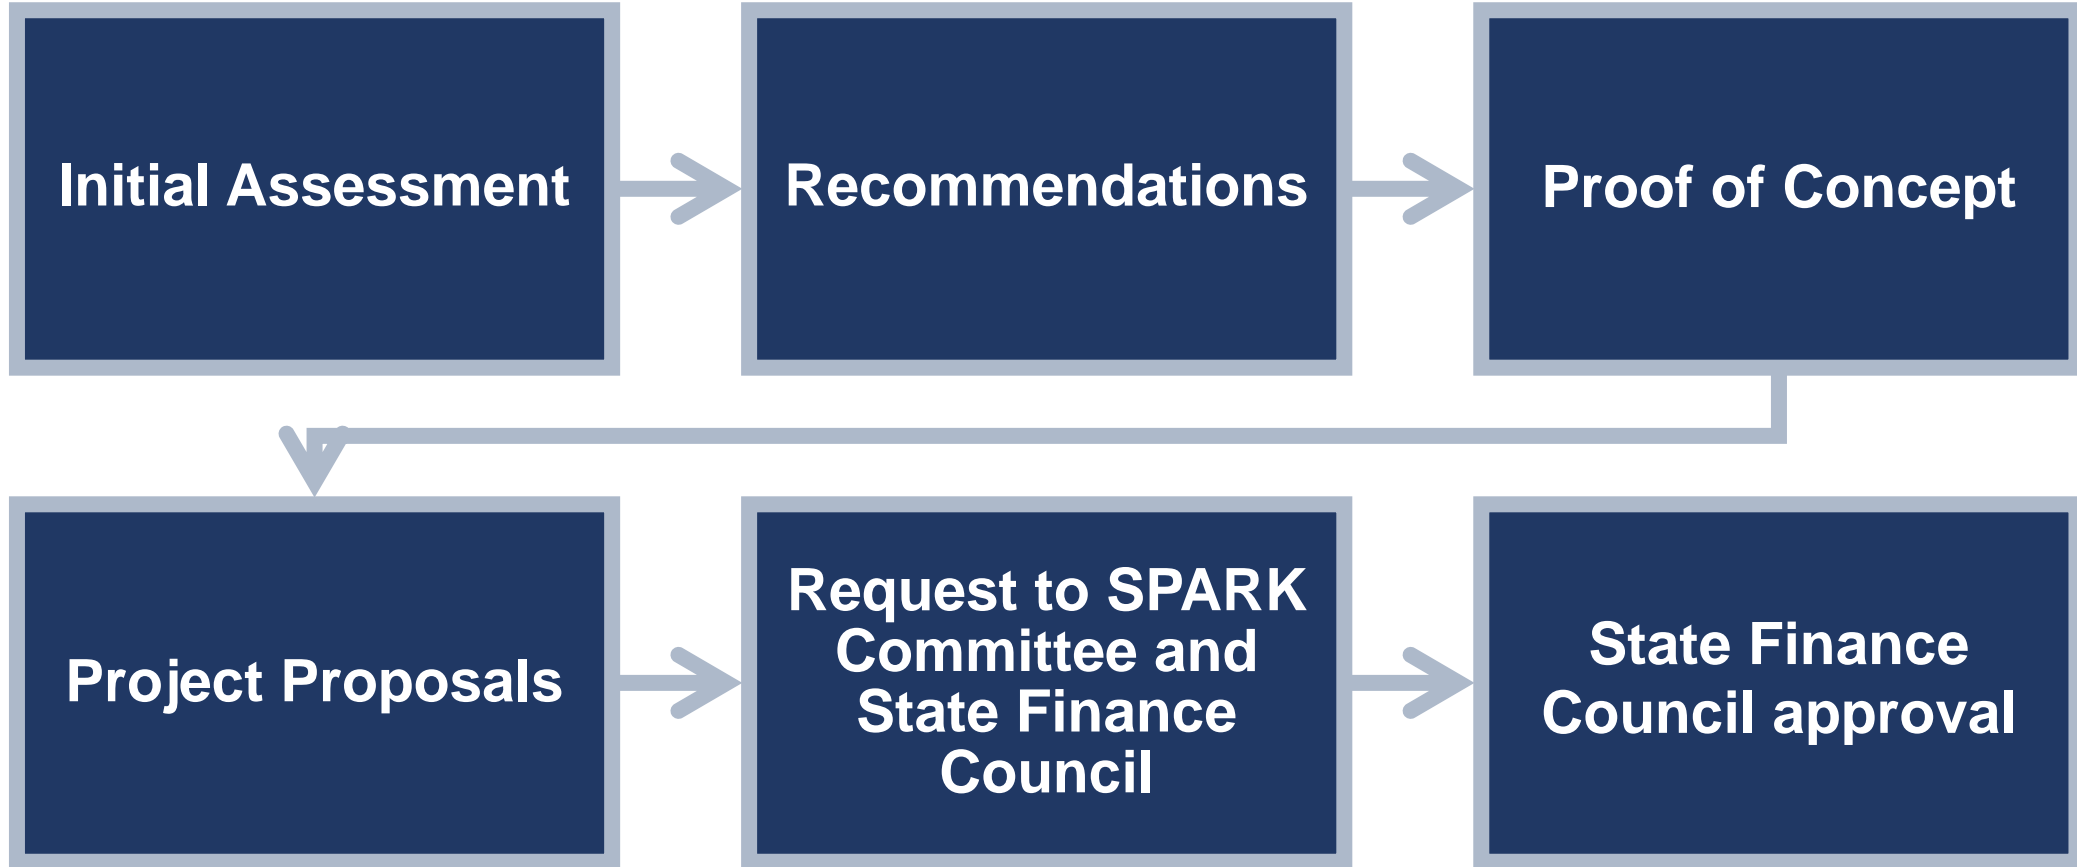 Initial Assessment
Recommendations
Proof of Concept
Project Proposals
Request to SPARK
Committee and
State Finance
Council
State Finance
Council approval